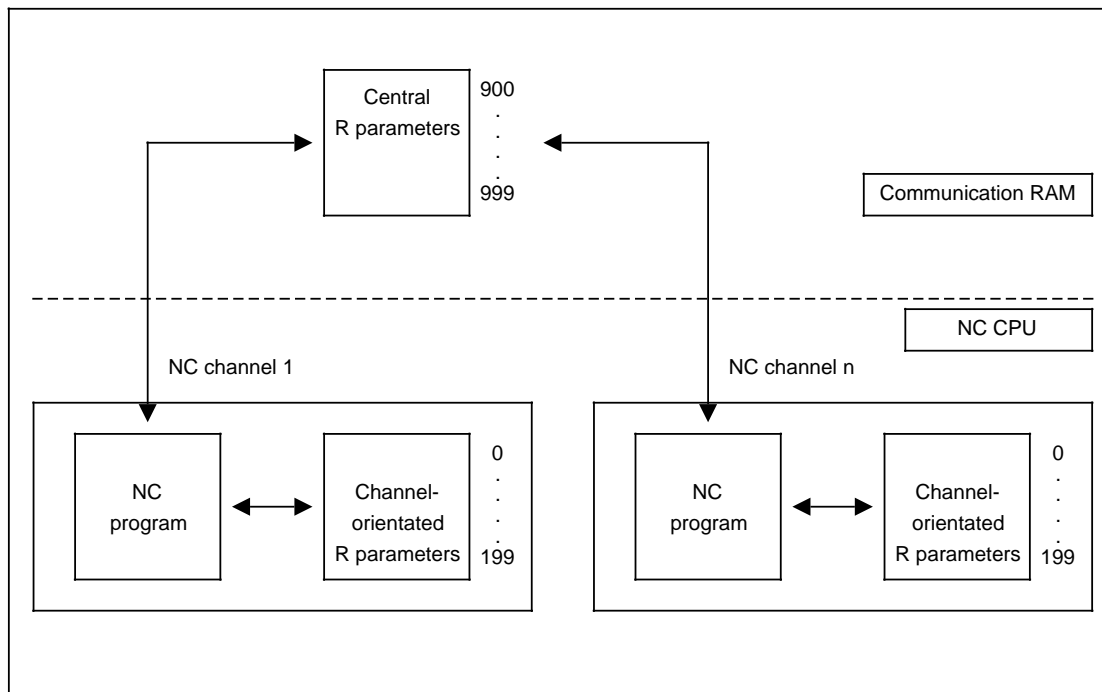 Central
R parameters
900
.
.
.
.
999
Communication RAM
NC CPU
NC channel 1
NC channel n
NC
program
Channel-
orientated
R parameters
0
.
.
.
.
199
NC
program
Channel-
orientated
R parameters
0
.
.
.
.
199